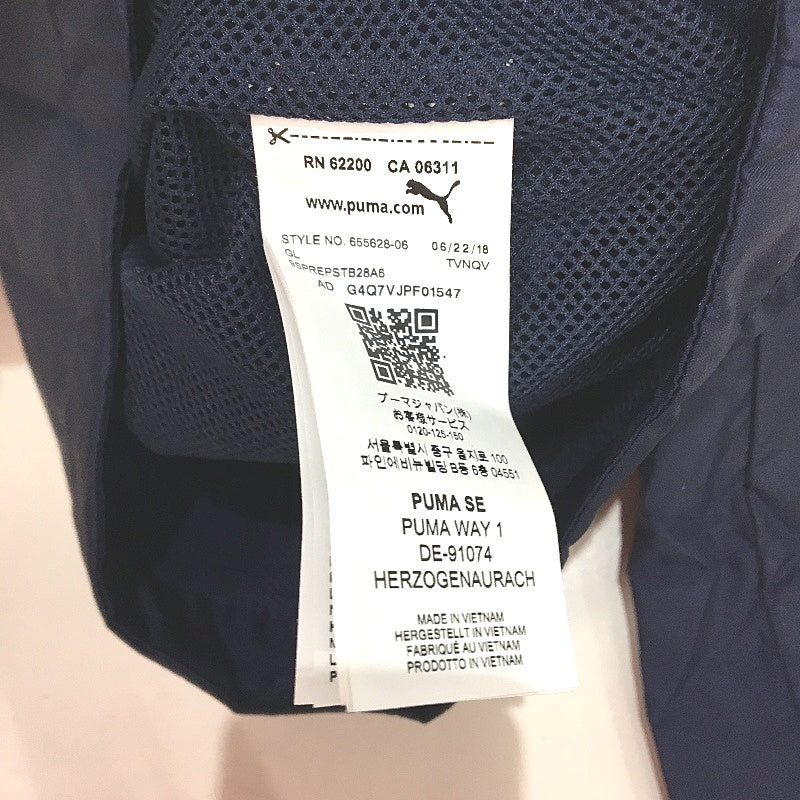 RN 62200 CA 06311
www.puma.com
STYLE NO. 655628-06 06/22/18
GL TVNQV
SSPREPSTB28A6
AD G4Q7VJPF01547
プーマジャパン(株)
お客様サービス
0120-125-150
서울특별시 중구 을지로 100
파인에비뉴빌딩 B동 6층 04551
PUMA SE
PUMA WAY 1
DE-91074
HERZOGENAURACH
MADE IN VIETNAM
HERGESTELLT IN VIETNAM
FABRIQUÉ AU VIETNAM
PRODOTTO IN VIETNAM